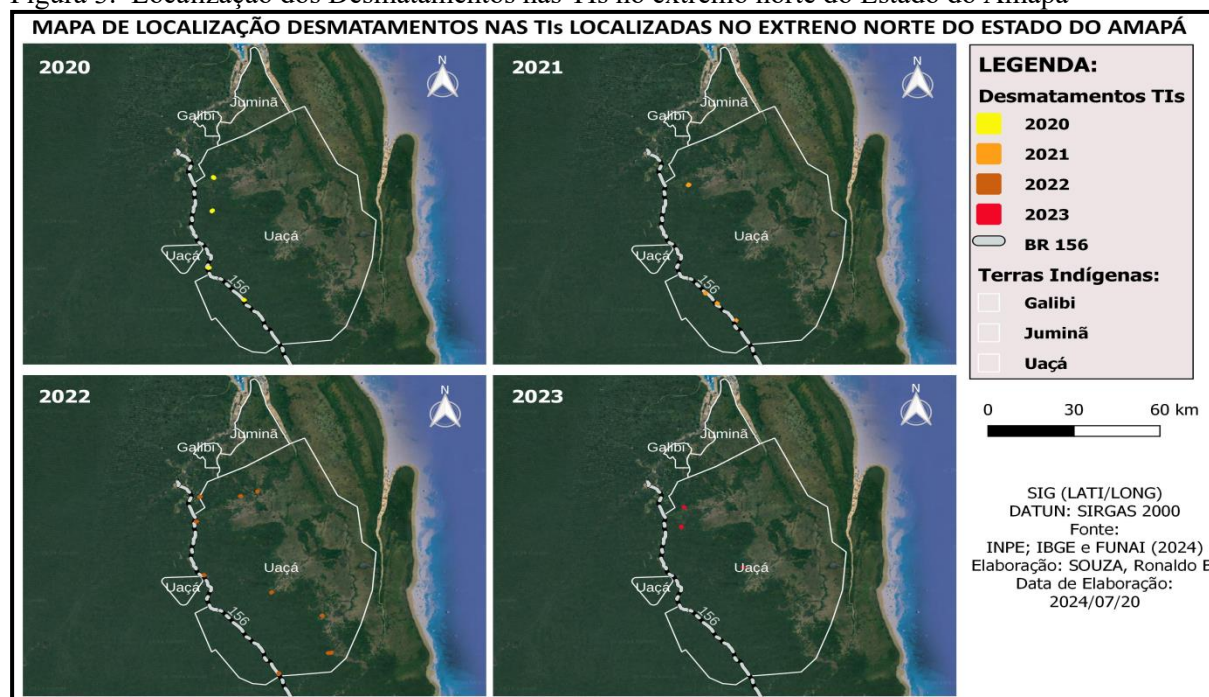 Figura 3: Localização dos Desmatamentos nas TIs no extremo norte do Estado do Amapá
MAPA DE LOCALIZAÇÃO DESMATAMENTOS NAS TIs LOCALIZADAS NO EXTRENO NORTE DO ESTADO DO AMAPÁ
2020
N
Juminã
Galibi
Uaçá
Uaçá
156
2021
N
Juminã
Galibi
Uaçá
Uaçá
156
2022
N
Juminã
Galibi
Uaçá
Uaçá
156
2023
N
Juminã
Galibi
Uaçá
Uaçá
156
LEGENDA:
Desmatamentos TIs
2020
2021
2022
2023
BR 156
Terras Indígenas:
Galibi
Juminã
Uaçá
0 30 60 km
SIG (LATI/LONG)
DATUN: SIRGAS 2000
Fonte:
INPE; IBGE e FUNAI (2024)
Elaboração: SOUZA, Ronaldo
Data de Elaboração:
2024/07/20